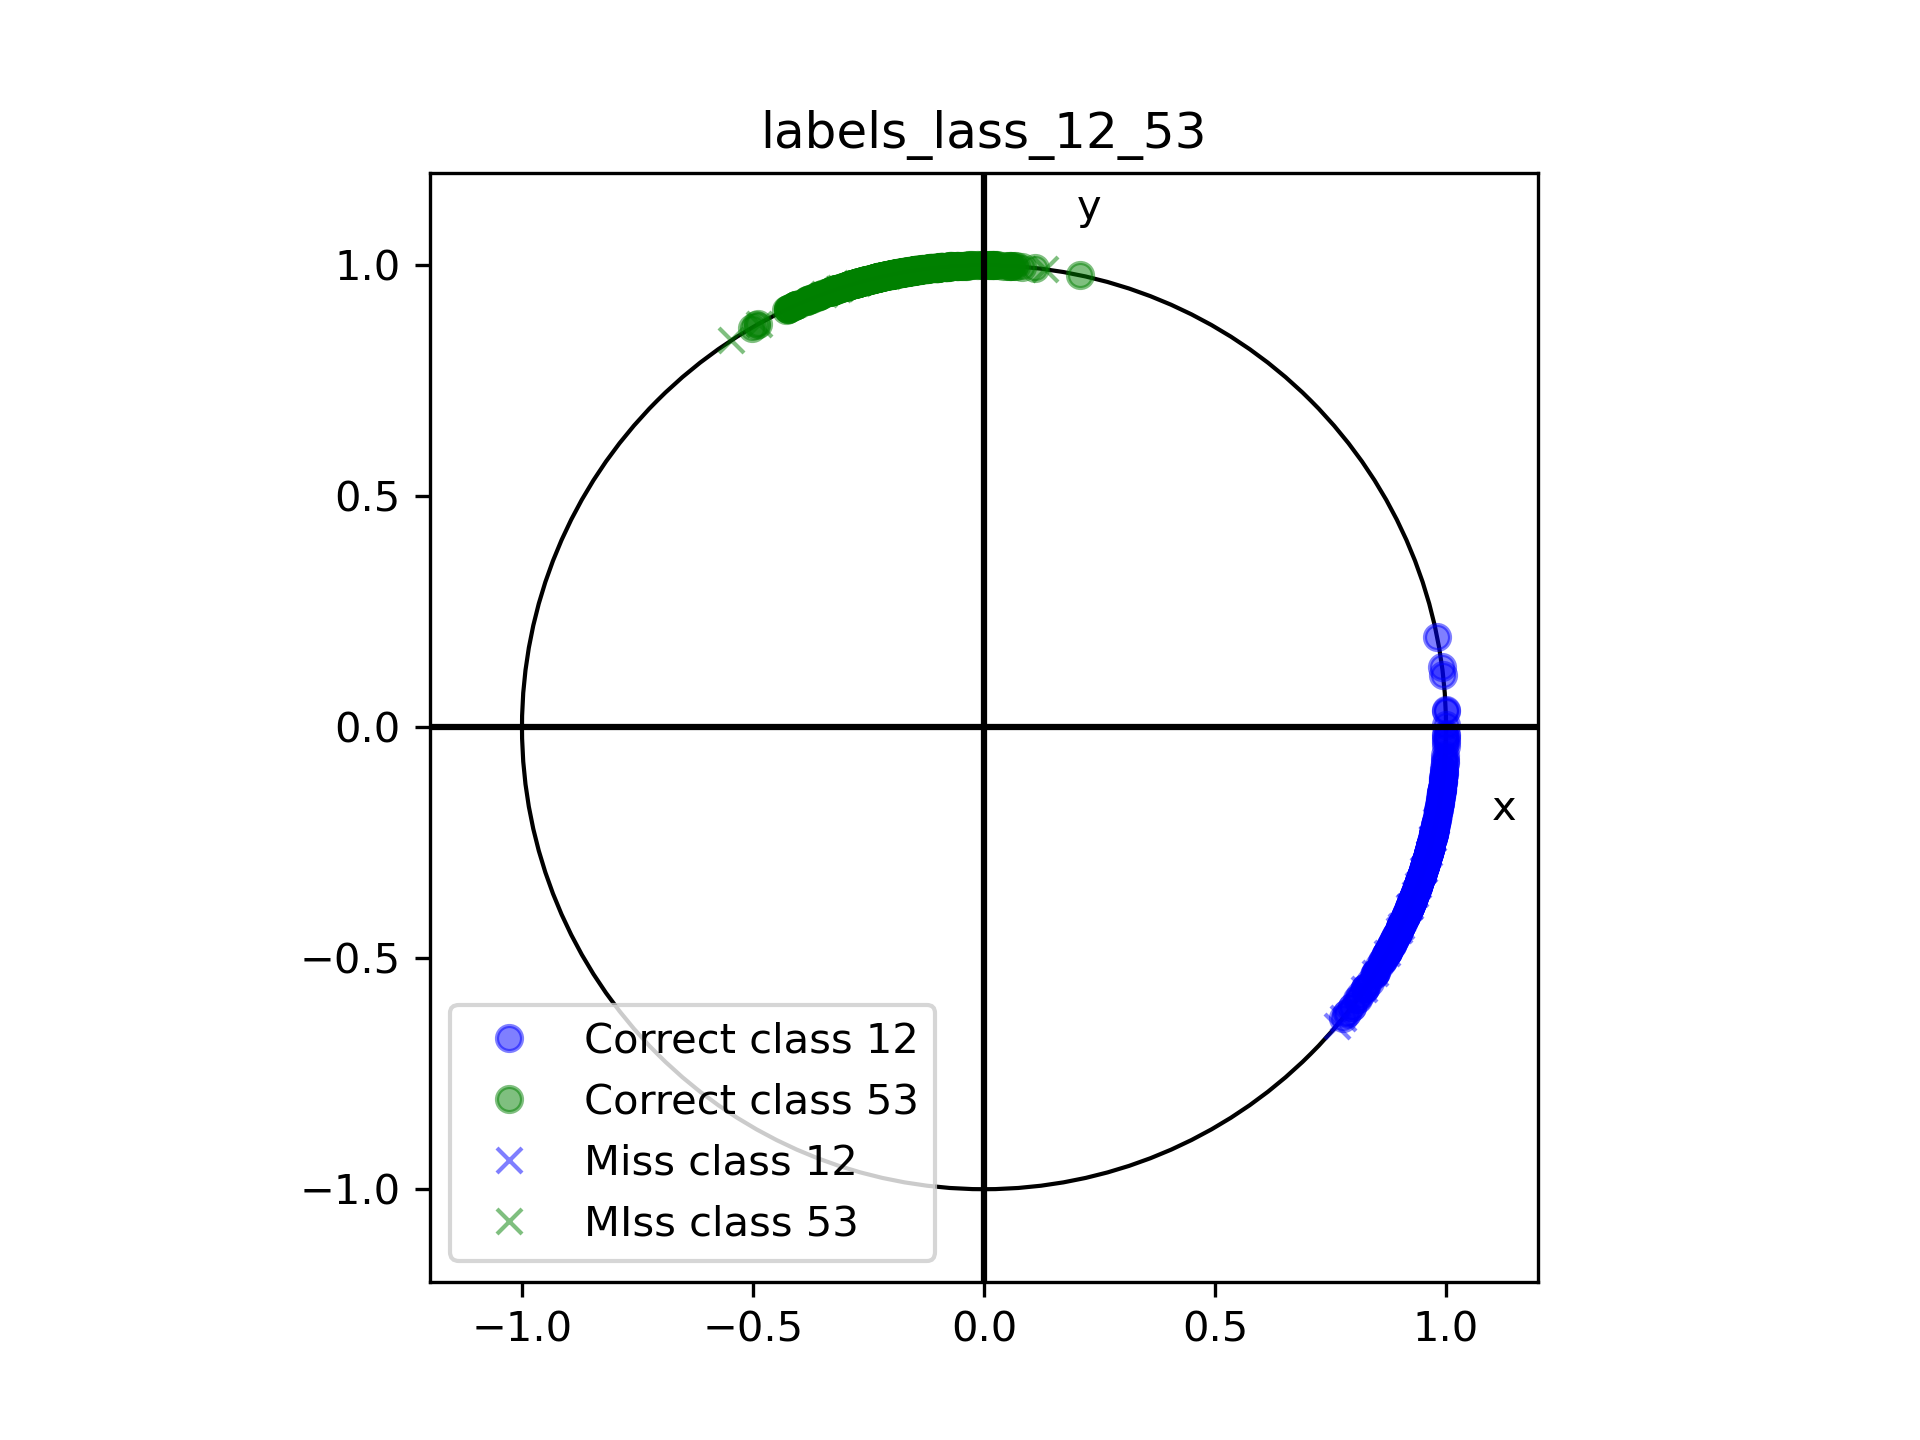 labels_lass_12_53
y
1.0
0.5
0.0
x
−0.5
−1.0
Correct class 12
Correct class 53
Miss class 12
MIss class 53
−1.0 −0.5 0.0 0.5 1.0